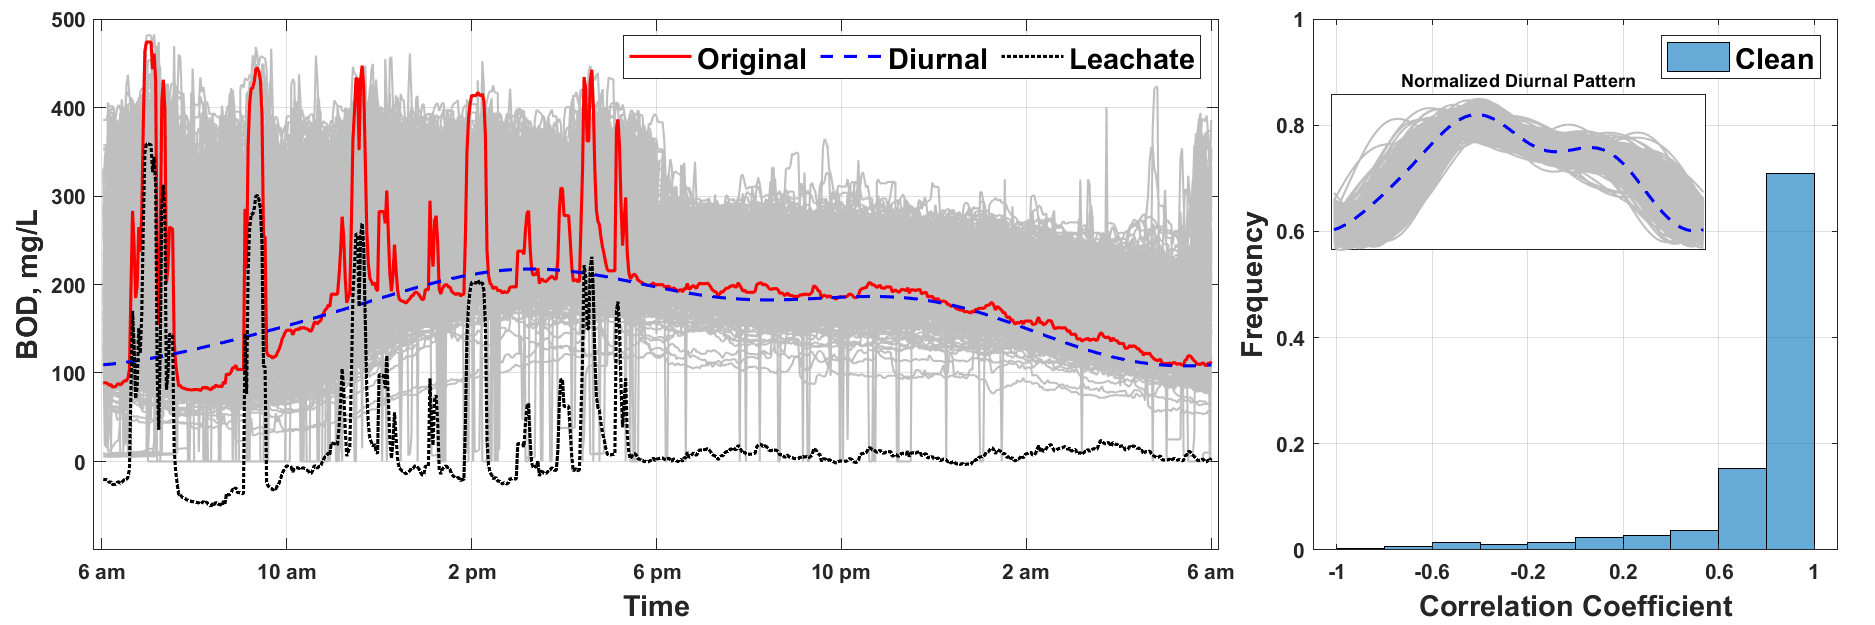 500
400
300
200
100
0
BOD, mg/L
Original
Diurnal
Leachate
6 am
10 am
2 pm
6 pm
10 pm
2 am
6 am
Time
1
0.8
0.6
0.4
0.2
0
Frequency
Clean
Normalized Diurnal Pattern
-1
-0.6
-0.2
0.2
0.6
1
Correlation Coefficient